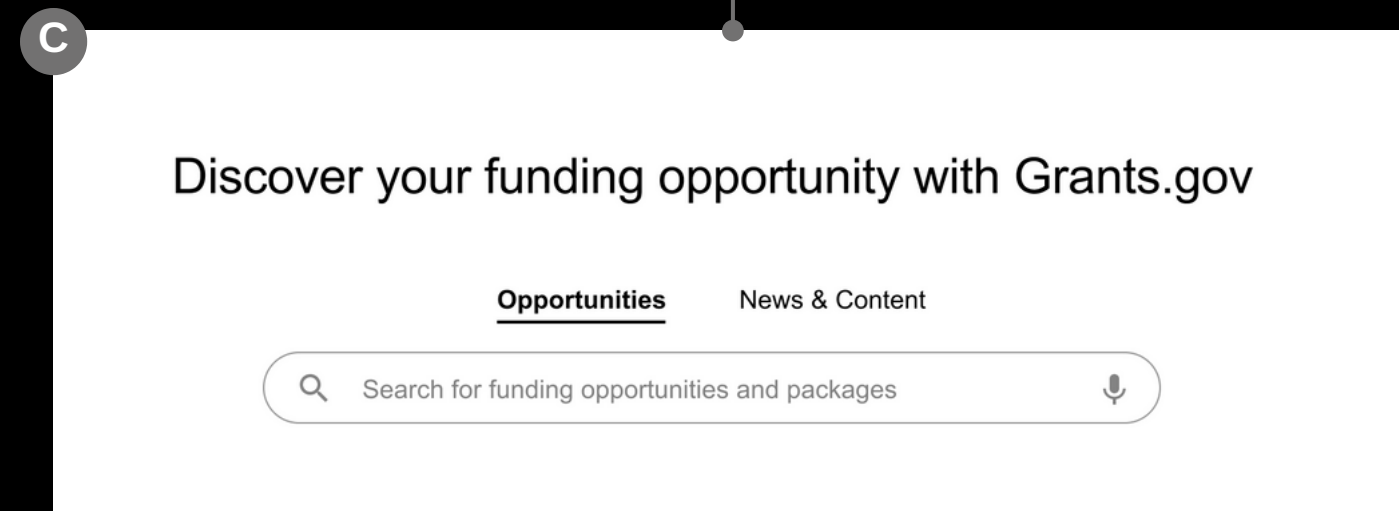 C
Discover your funding opportunity with Grants.gov
Opportunities News & Content
Search for funding opportunities and packages